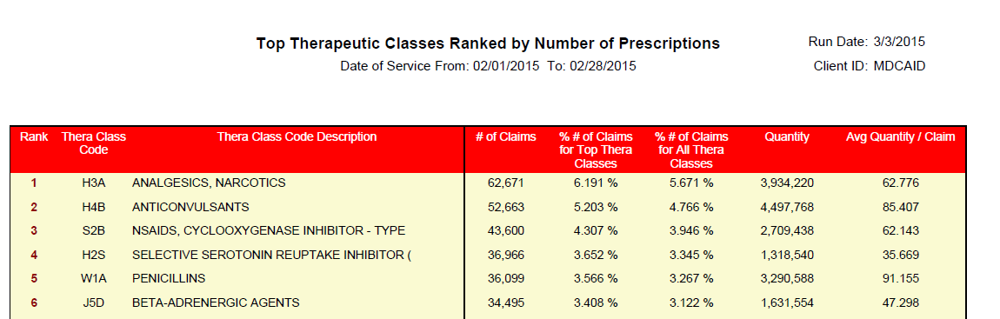 Top Therapeutic Classes Ranked by Number of Prescriptions
Run Date: 3/3/2015
Date of Service From: 02/01/2015 To: 02/28/2015
Client ID: MDCAID
Rank Thera Class Code Thera Class Code Description # of Claims % # of Claims for Top Thera Classes % # of Claims for All Thera Classes Quantity Avg Quantity / Claim
1 H3A ANALGESICS, NARCOTICS 62,671 6.191 % 5.671 % 3,934,220 62.776
2 H4B ANTICONVULSANTS 52,663 5.203 % 4.766 % 4,497,768 85.407
3 S2B NSAIDS, CYCLOOXYGENASE INHIBITOR - TYPE 43,600 4.307 % 3.946 % 2,709,438 62.143
4 H2S SELECTIVE SEROTONIN REUPTAKE INHIBITOR ( 36,966 3.652 % 3.345 % 1,318,540 35.669
5 W1A PENICILLINS 36,099 3.566 % 3.267 % 3,290,588 91.155
6 J5D BETA-ADRENERGIC AGENTS 34,495 3.408 % 3.122 % 1,631,554 47.298